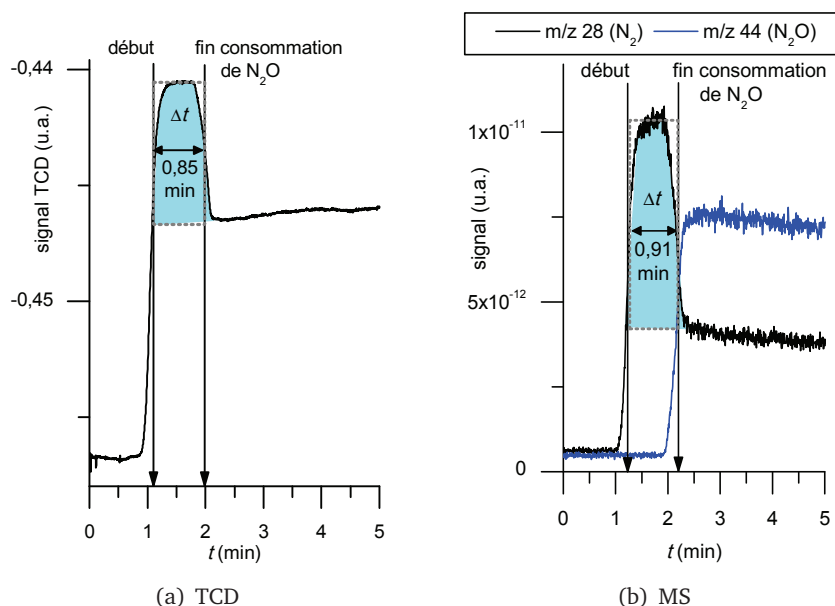 début
fin consommation
de N₂O
-0,44
-0,45
signal TCD (u.a.)
Δt
0,85
min
0
1
2
3
4
5
t (min)
(a) TCD
m/z 28 (N₂)
m/z 44 (N₂O)
début
fin consommation
de N₂O
1x10⁻¹¹
5x10⁻¹²
0
signal (u.a.)
Δt
0,91
min
0
1
2
3
4
5
t (min)
(b) MS